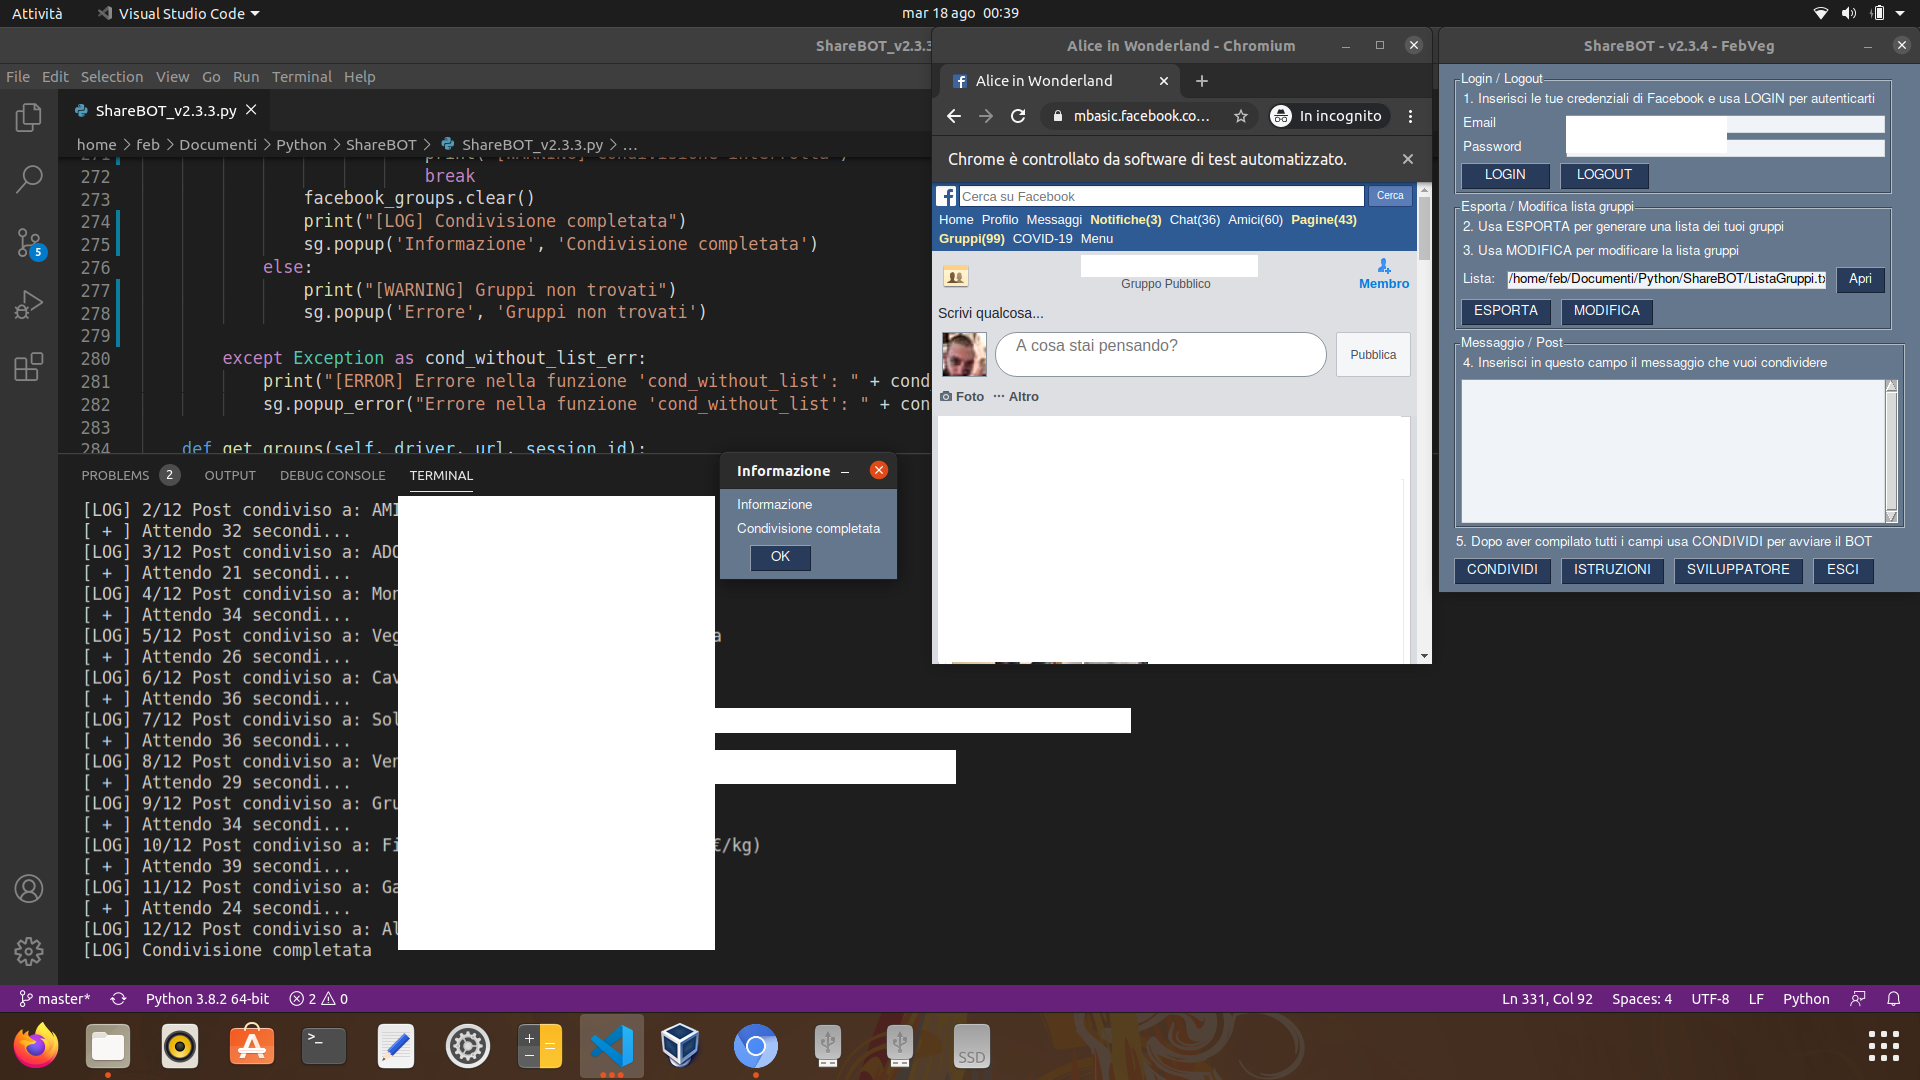 Attività
Visual Studio Code
mar 18 ago 00:39
ShareBOT_v2.3.3
File Edit Selection View Go Run Terminal Help
ShareBOT_v2.3.3.py
home > feb > Documenti > Python > ShareBOT > ShareBOT_v2.3.3.py > ...
272 break
273 facebook_groups.clear()
274 print("[LOG] Condivisione completata")
275 sg.popup('Informazione', 'Condivisione completata')
276 else:
277 print("[WARNING] Gruppi non trovati")
278 sg.popup('Errore', 'Gruppi non trovati')
279
280 except Exception as cond_without_list_err:
281 print("[ERROR] Errore nella funzione 'cond_without_list': " + cond_
282 sg.popup_error("Errore nella funzione 'cond_without_list': " + con
283
284 def get_groups(self, driver, url, session_id):
5
PROBLEMS 2 OUTPUT DEBUG CONSOLE TERMINAL
[LOG] 2/12 Post condiviso a: AMI
[ + ] Attendo 32 secondi...
[LOG] 3/12 Post condiviso a: ADO
[ + ] Attendo 21 secondi...
[LOG] 4/12 Post condiviso a: Mon
[ + ] Attendo 34 secondi...
[LOG] 5/12 Post condiviso a: Veg a
[ + ] Attendo 26 secondi...
[LOG] 6/12 Post condiviso a: Cav
[ + ] Attendo 36 secondi...
[LOG] 7/12 Post condiviso a: Sol
[ + ] Attendo 36 secondi...
[LOG] 8/12 Post condiviso a: Ven
[ + ] Attendo 29 secondi...
[LOG] 9/12 Post condiviso a: Gru
[ + ] Attendo 34 secondi...
[LOG] 10/12 Post condiviso a: Fi €/kg)
[ + ] Attendo 39 secondi...
[LOG] 11/12 Post condiviso a: Ga
[ + ] Attendo 24 secondi...
[LOG] 12/12 Post condiviso a: Al
[LOG] Condivisione completata
Informazione
Informazione
Condivisione completata
OK
Alice in Wonderland - Chromium
Alice in Wonderland
mbasic.facebook.co...
In incognito
Chrome è controllato da software di test automatizzato.
Cerca su Facebook
Cerca
Home Profilo Messaggi Notifiche(3) Chat(36) Amici(60) Pagine(43)
Gruppi(99) COVID-19 Menu
Gruppo Pubblico
Membro
Scrivi qualcosa...
A cosa stai pensando?
Pubblica
Foto ··· Altro
ShareBOT - v2.3.4 - FebVeg
Login / Logout
1. Inserisci le tue credenziali di Facebook e usa LOGIN per autenticarti
Email
Password
LOGIN LOGOUT
Esporta / Modifica lista gruppi
2. Usa ESPORTA per generare una lista dei tuoi gruppi
3. Usa MODIFICA per modificare la lista gruppi
Lista: /home/feb/Documenti/Python/ShareBOT/ListaGruppi.tx Apri
ESPORTA MODIFICA
Messaggio / Post
4. Inserisci in questo campo il messaggio che vuoi condividere
5. Dopo aver compilato tutti i campi usa CONDIVIDI per avviare il BOT
CONDIVIDI ISTRUZIONI SVILUPPATORE ESCI
master* Python 3.8.2 64-bit 2 0
Ln 331, Col 92 Spaces: 4 UTF-8 LF Python
>_
SSD